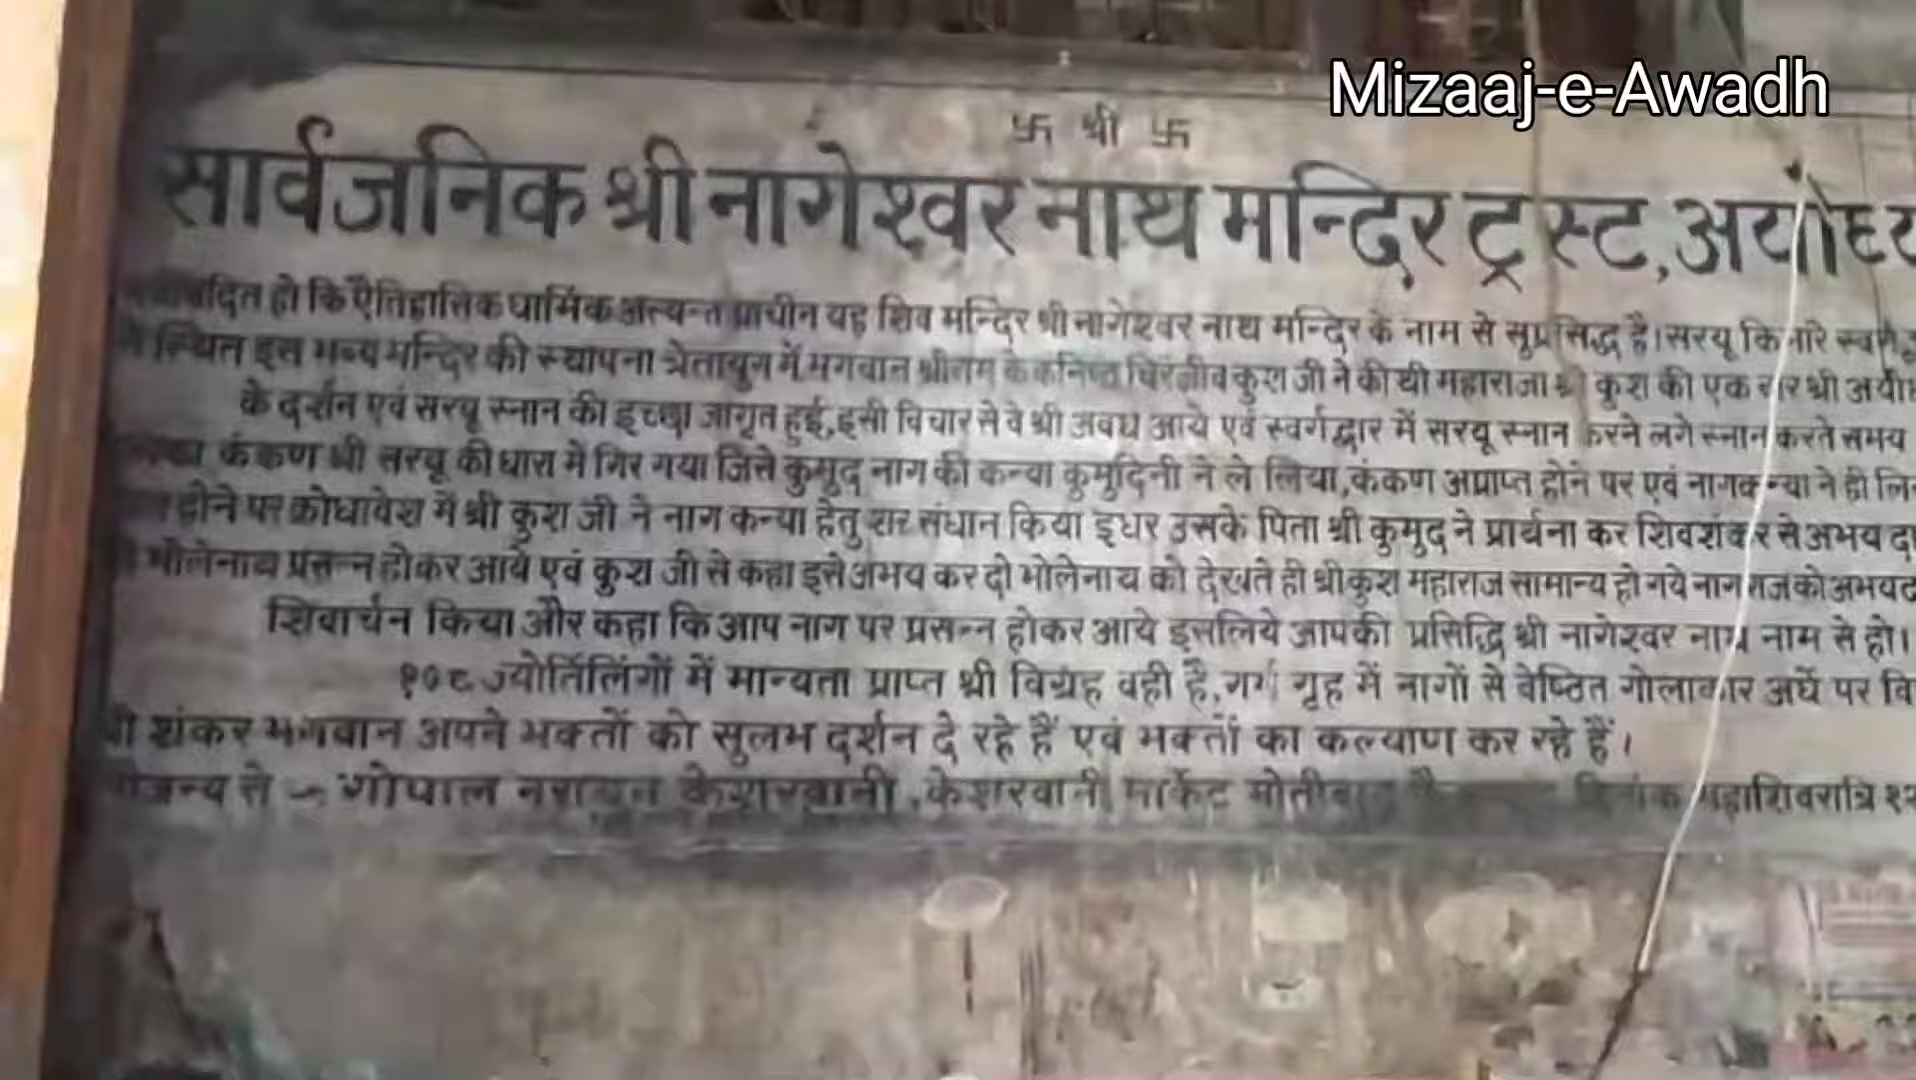 Mizaaj-e-Awadh
卐 श्री 卐
सार्वजनिक श्री नागेश्वर नाथ मन्दिर ट्रस्ट, अयोध्य
हो कि ऐतिहासिक धार्मिक अत्यन्त प्राचीन यह शिव मन्दिर श्री नागेश्वर नाथ मन्दिर के नाम से सुप्रसिद्ध है। सरयू किनारे
स्थित इस भव्य मन्दिर की स्थापना त्रेतायुग में भगवान श्रीराम के कनिष्ठ चिरंजीव कुश जी ने की थी महाराजा श्री कुश की एक बार श्री
के दर्शन एवं सरयू स्नान की इच्छा जागृत हुई, इसी विचार से वे श्री अवध आये एवं स्वर्गद्वार में सरयू स्नान करने लगे स्नान करते समय
कंकण श्री सरयू की धारा में गिर गया जिसे कुमुद नाग की कन्या कुमुदिनी ने ले लिया, कंकण अप्राप्त होने पर एवं नागकन्या ने ही
होने पर क्रोधावेश में श्री कुश जी ने नाग कन्या हेतु शर संधान किया इधर उसके पिता श्री कुमुद ने प्रार्थना कर शिवशंकर से अभय
भोलेनाथ प्रसन्न होकर आये एवं कुश जी से कहा इसे अभय कर दो भोलेनाथ को देखते ही श्रीकुश महाराज सामान्य हो गये नागराज को
शिवार्चन किया और कहा कि आप नाग पर प्रसन्न होकर आये इसलिये आपकी प्रसिद्धि श्री नागेश्वर नाथ नाम से हो।
१०८ ज्योर्तिलिंगों में मान्यता प्राप्त श्री विग्रह वही है, गर्भ गृह में नागों से वेष्ठित गोलाकार अर्घे पर
शंकर भगवान अपने भक्तों को सुलभ दर्शन दे रहे हैं एवं भक्तों का कल्याण कर रहे हैं।
से - गोपाल नरायन केशरवानी, केशरवानी मार्केट दिनांक महाशिवरात्रि